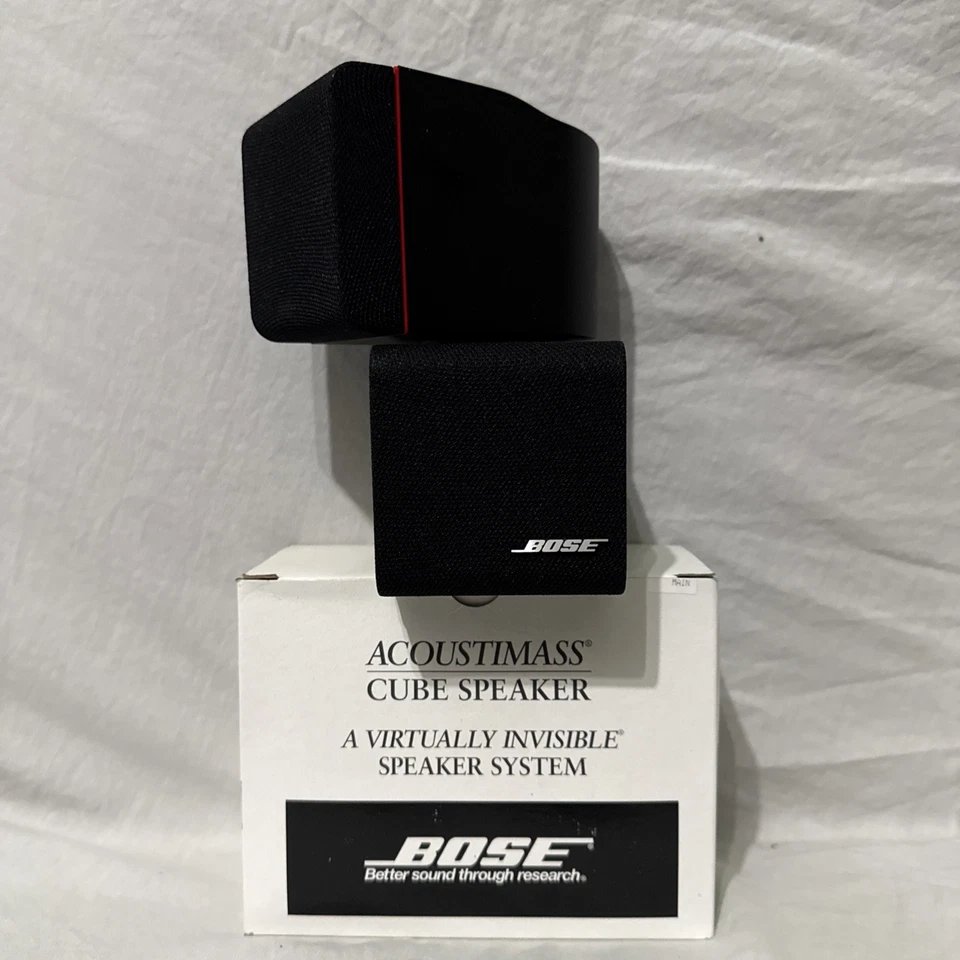 BOSE
MAIN
ACOUSTIMASS®
CUBE SPEAKER
A VIRTUALLY INVISIBLE®
SPEAKER SYSTEM
BOSE®
Better sound through research®